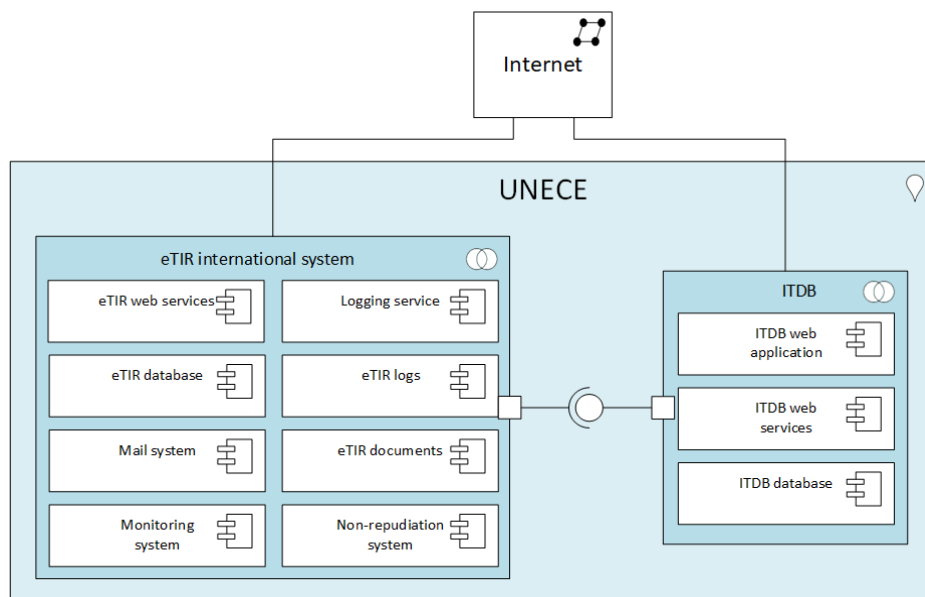 Internet
UNECE
eTIR international system
eTIR web services
Logging service
eTIR database
eTIR logs
Mail system
eTIR documents
Monitoring
system
Non-repudiation
system
ITDB
ITDB web
application
ITDB web
services
ITDB database